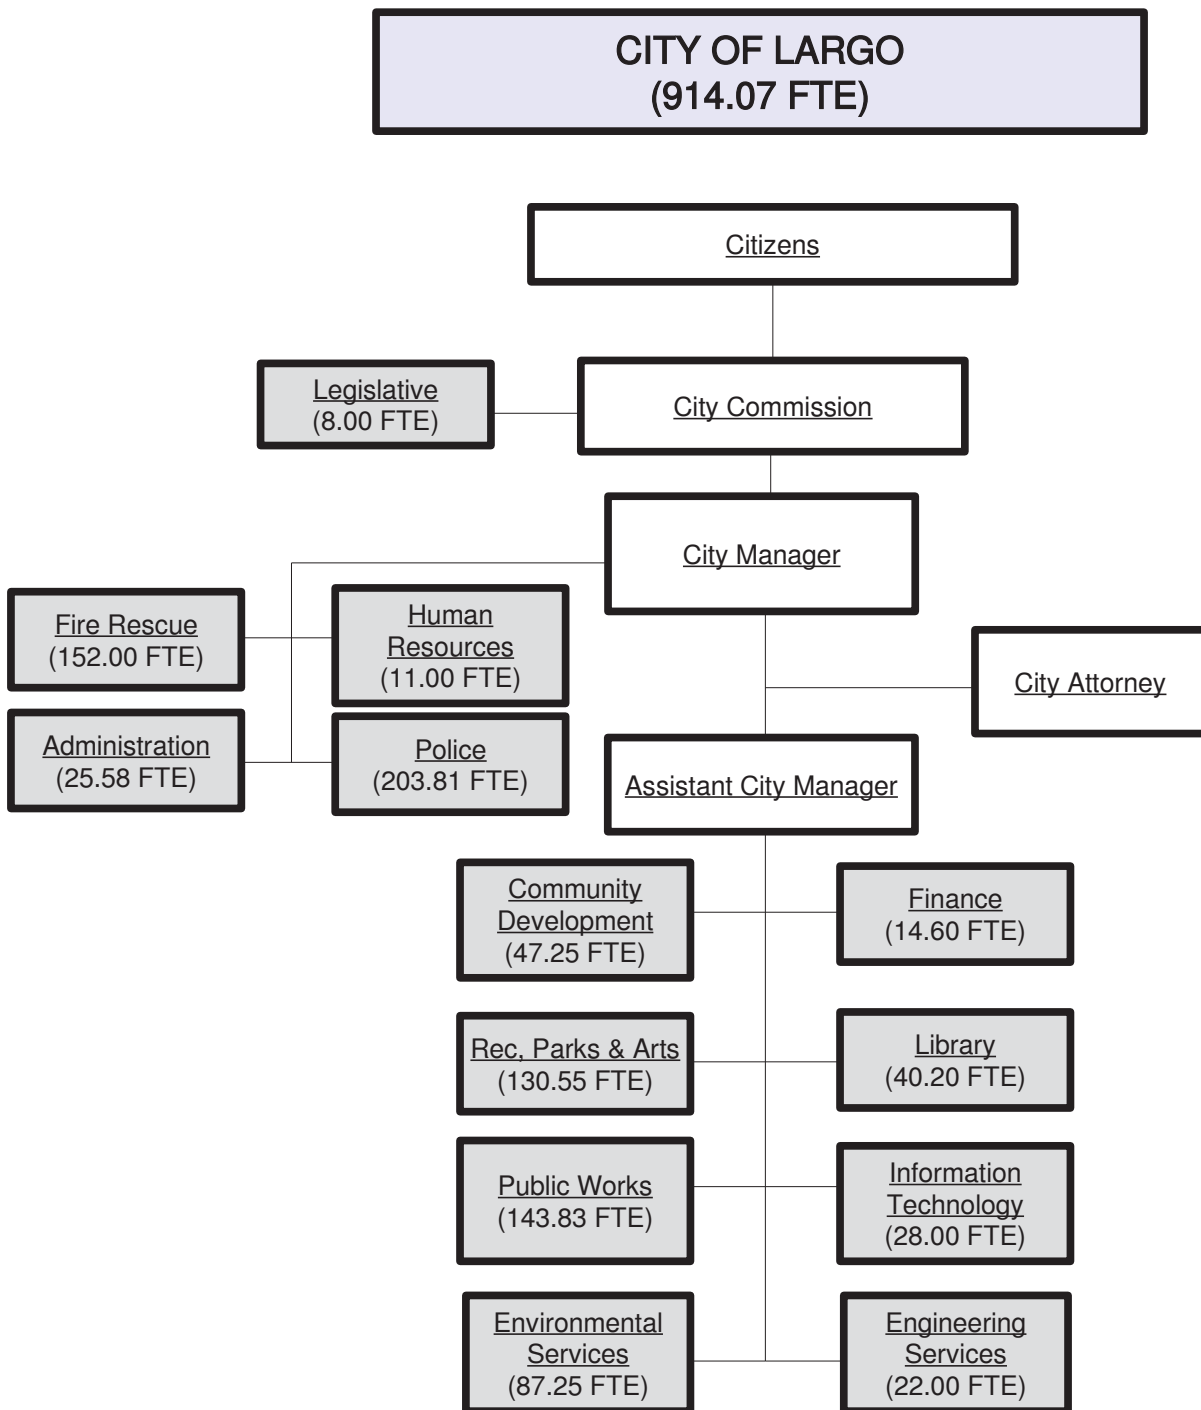 CITY OF LARGO
(914.07 FTE)
Citizens
Legislative
(8.00 FTE)
City Commission
City Manager
Fire Rescue
(152.00 FTE)
Human
Resources
(11.00 FTE)
City Attorney
Administration
(25.58 FTE)
Police
(203.81 FTE)
Assistant City Manager
Community
Development
(47.25 FTE)
Finance
(14.60 FTE)
Rec, Parks & Arts
(130.55 FTE)
Library
(40.20 FTE)
Public Works
(143.83 FTE)
Information
Technology
(28.00 FTE)
Environmental
Services
(87.25 FTE)
Engineering
Services
(22.00 FTE)